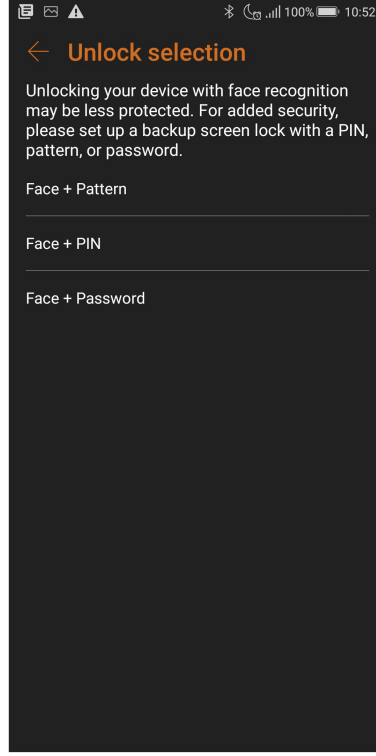 100% 10:52
Unlock selection
Unlocking your device with face recognition
may be less protected. For added security,
please set up a backup screen lock with a PIN,
pattern, or password.
Face + Pattern
Face + PIN
Face + Password